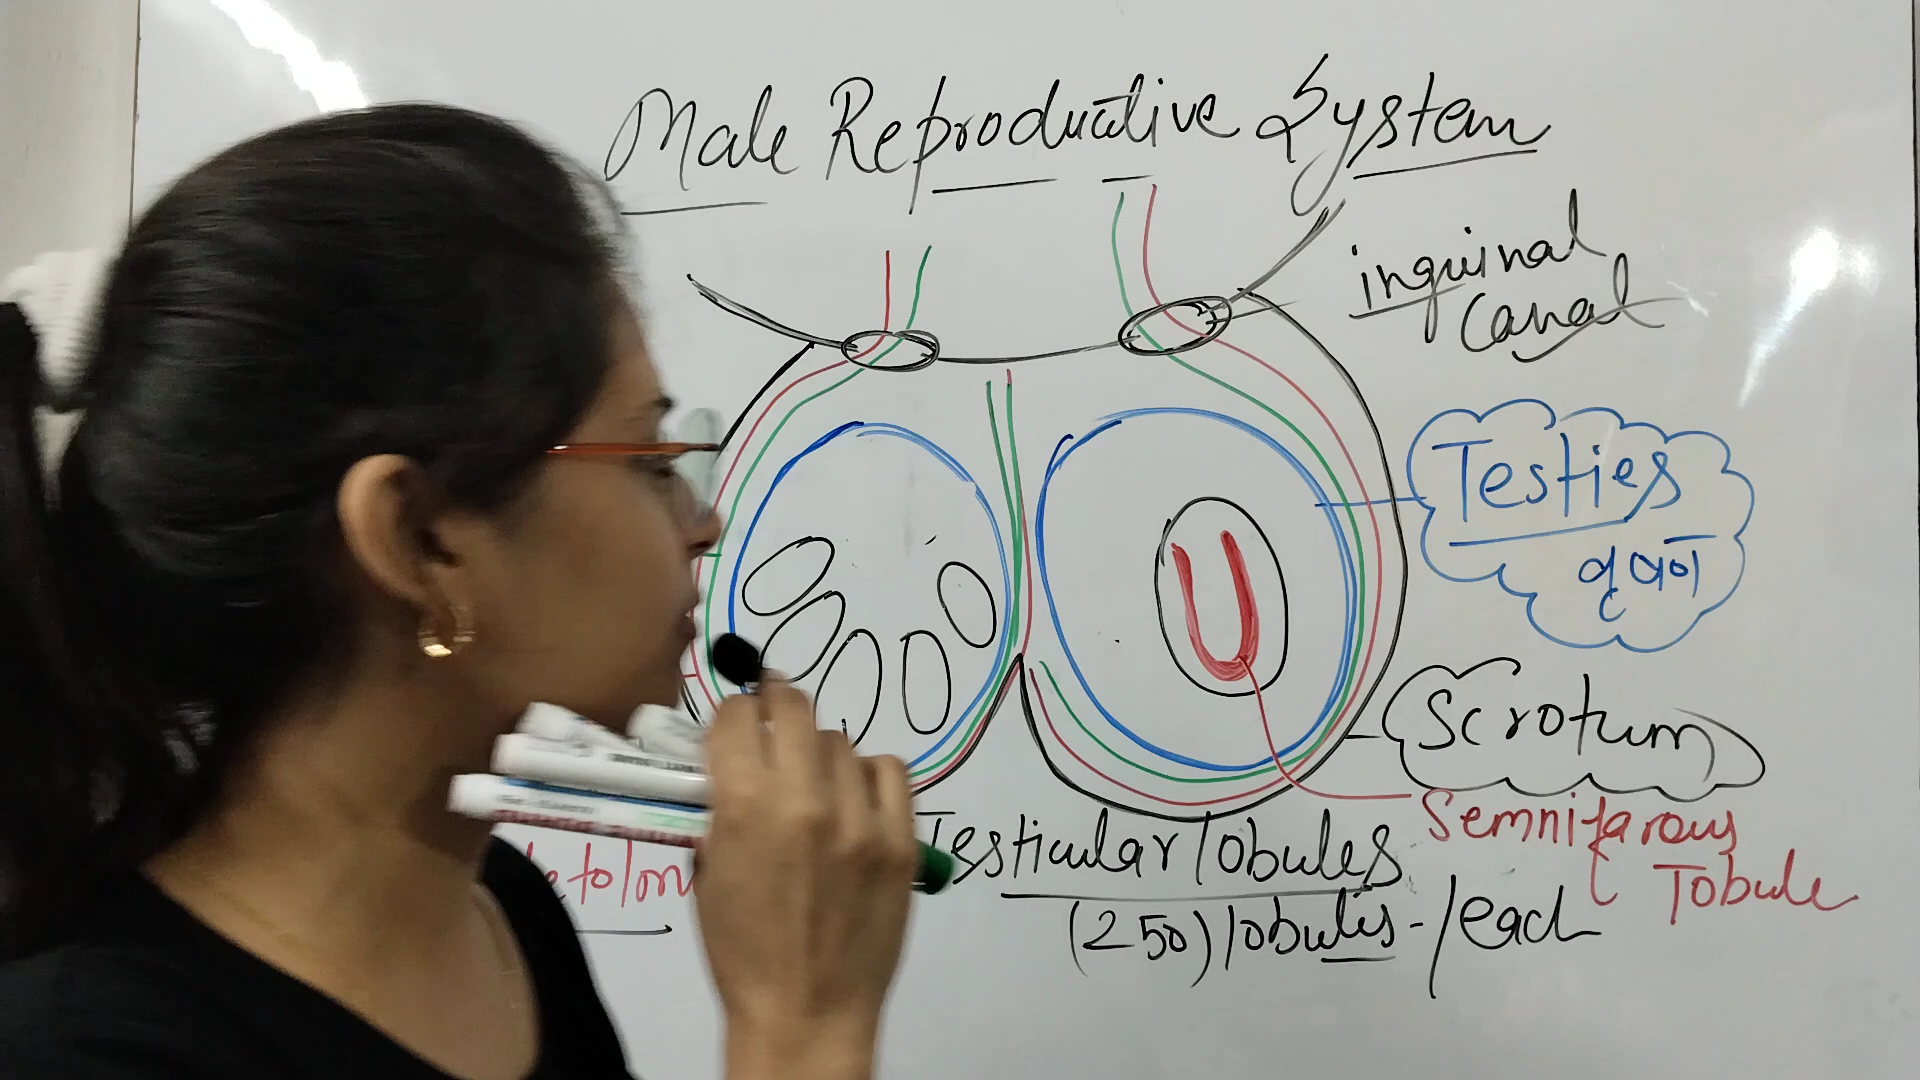 Male Reproductive System
inguinal
Canal
Testies
वृषण
Scrotum
Testicular lobules
(250) lobules-/each
Semnifarous
Tobule